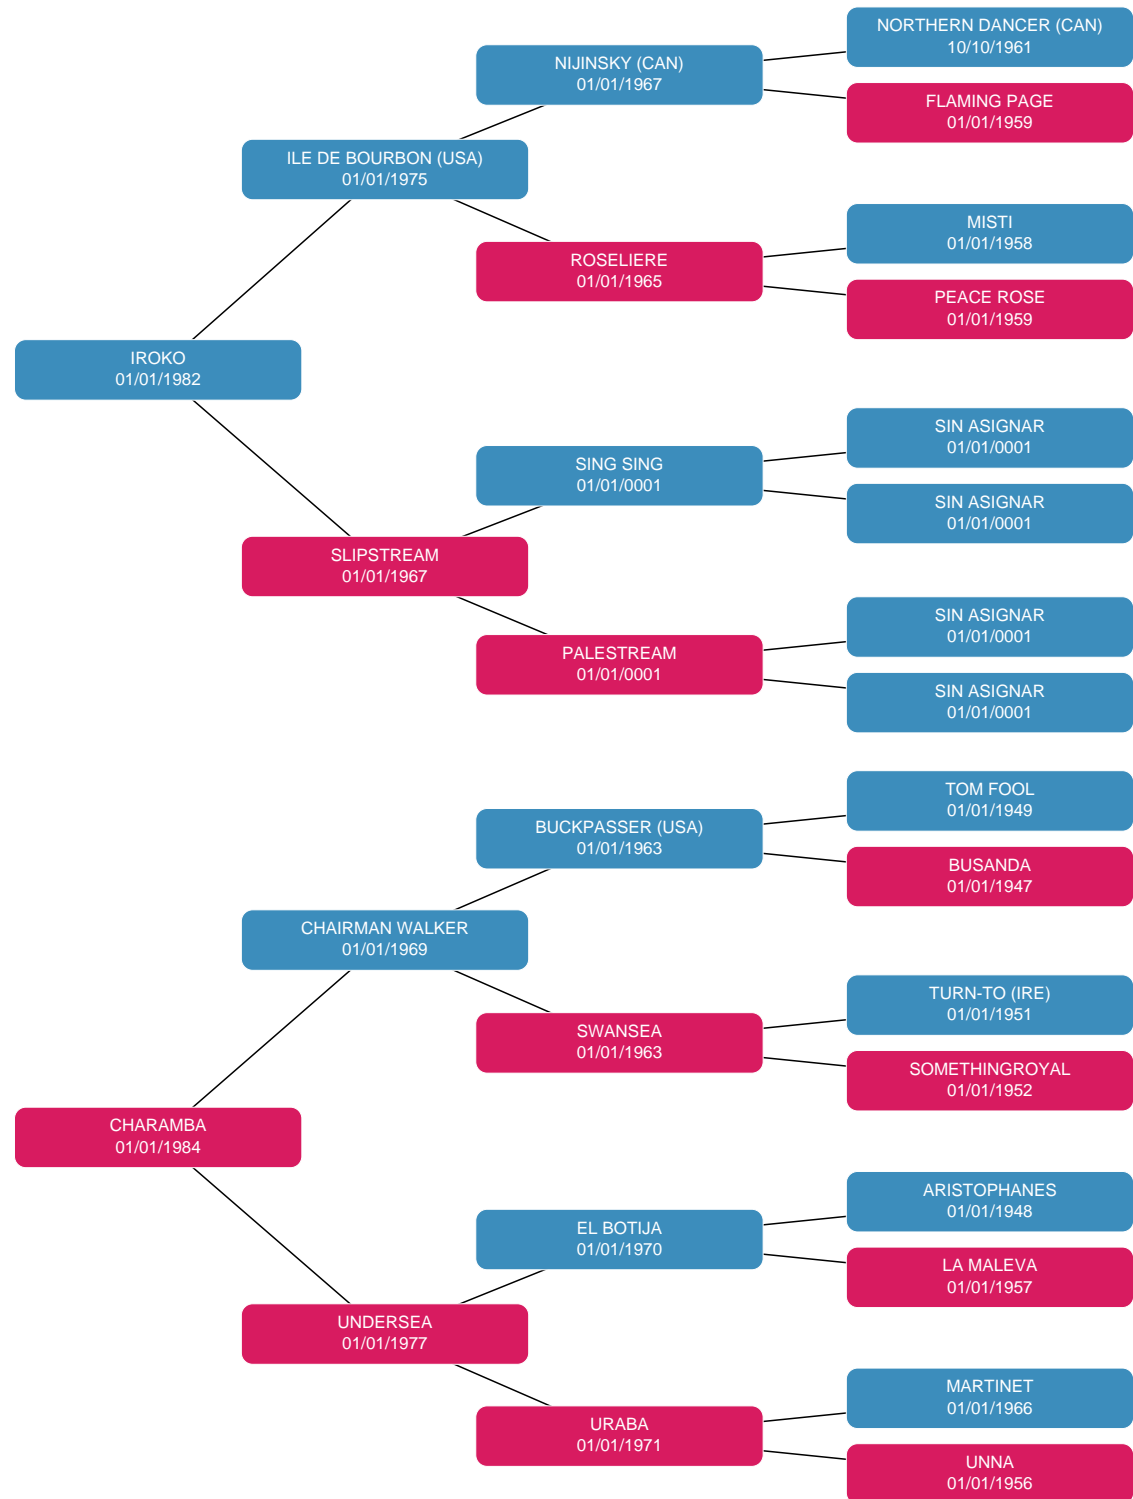 NORTHERN DANCER (CAN)
10/10/1961
NIJINSKY (CAN)
01/01/1967
FLAMING PAGE
01/01/1959
ILE DE BOURBON (USA)
01/01/1975
MISTI
01/01/1958
ROSELIERE
01/01/1965
PEACE ROSE
01/01/1959
IROKO
01/01/1982
SIN ASIGNAR
01/01/0001
SING SING
01/01/0001
SIN ASIGNAR
01/01/0001
SLIPSTREAM
01/01/1967
SIN ASIGNAR
01/01/0001
PALESTREAM
01/01/0001
SIN ASIGNAR
01/01/0001
TOM FOOL
01/01/1949
BUCKPASSER (USA)
01/01/1963
BUSANDA
01/01/1947
CHAIRMAN WALKER
01/01/1969
TURN-TO (IRE)
01/01/1951
SWANSEA
01/01/1963
SOMETHINGROYAL
01/01/1952
CHARAMBA
01/01/1984
ARISTOPHANES
01/01/1948
EL BOTIJA
01/01/1970
LA MALEVA
01/01/1957
UNDERSEA
01/01/1977
MARTINET
01/01/1966
URABA
01/01/1971
UNNA
01/01/1956